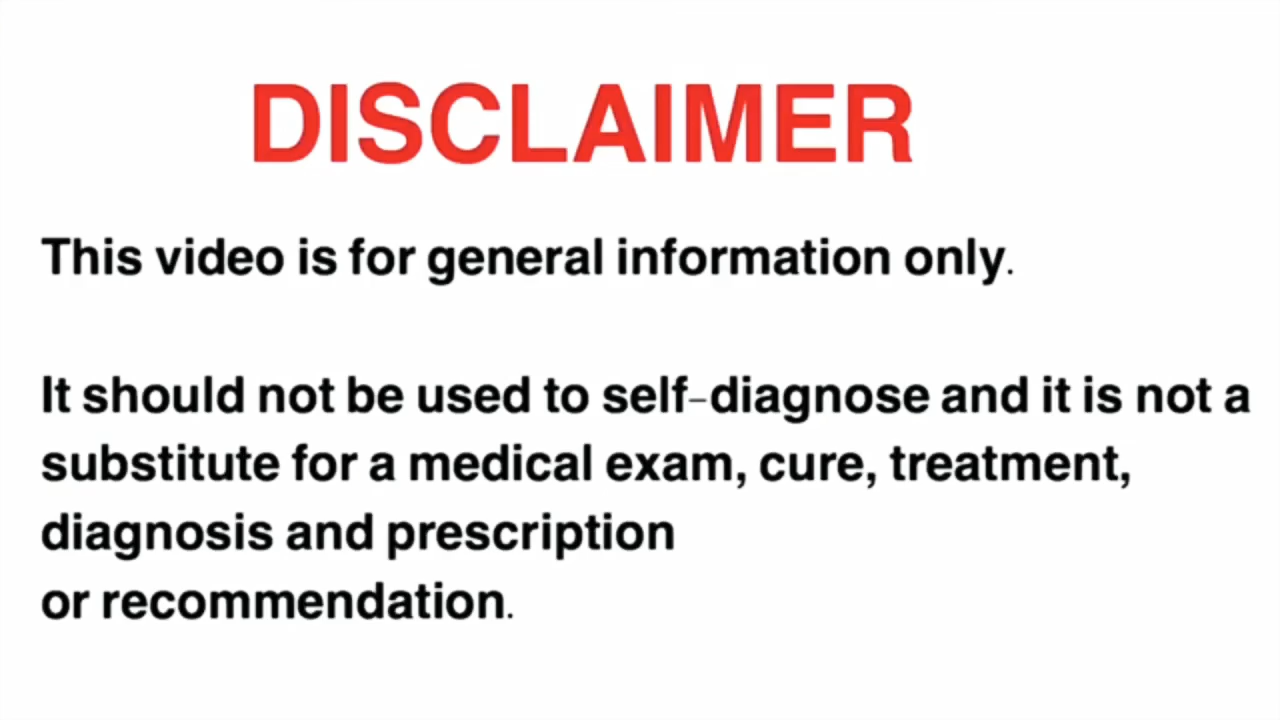 DISCLAIMER
This video is for general information only.
It should not be used to self-diagnose and it is not a
substitute for a medical exam, cure, treatment,
diagnosis and prescription
or recommendation.